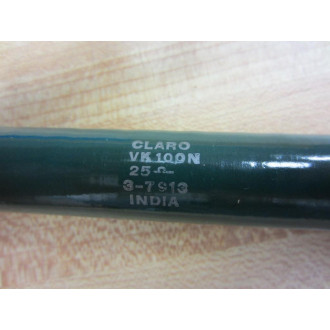 CLARO
VK100N
25Ω
3-7913
INDIA